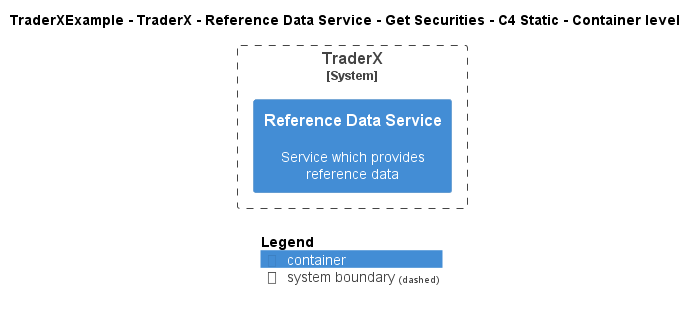 TraderXExample - TraderX - Reference Data Service - Get Securities - C4 Static - Container level
TraderX
[System]
Reference Data Service
Service which provides
reference data
Legend
container
system boundary (dashed)